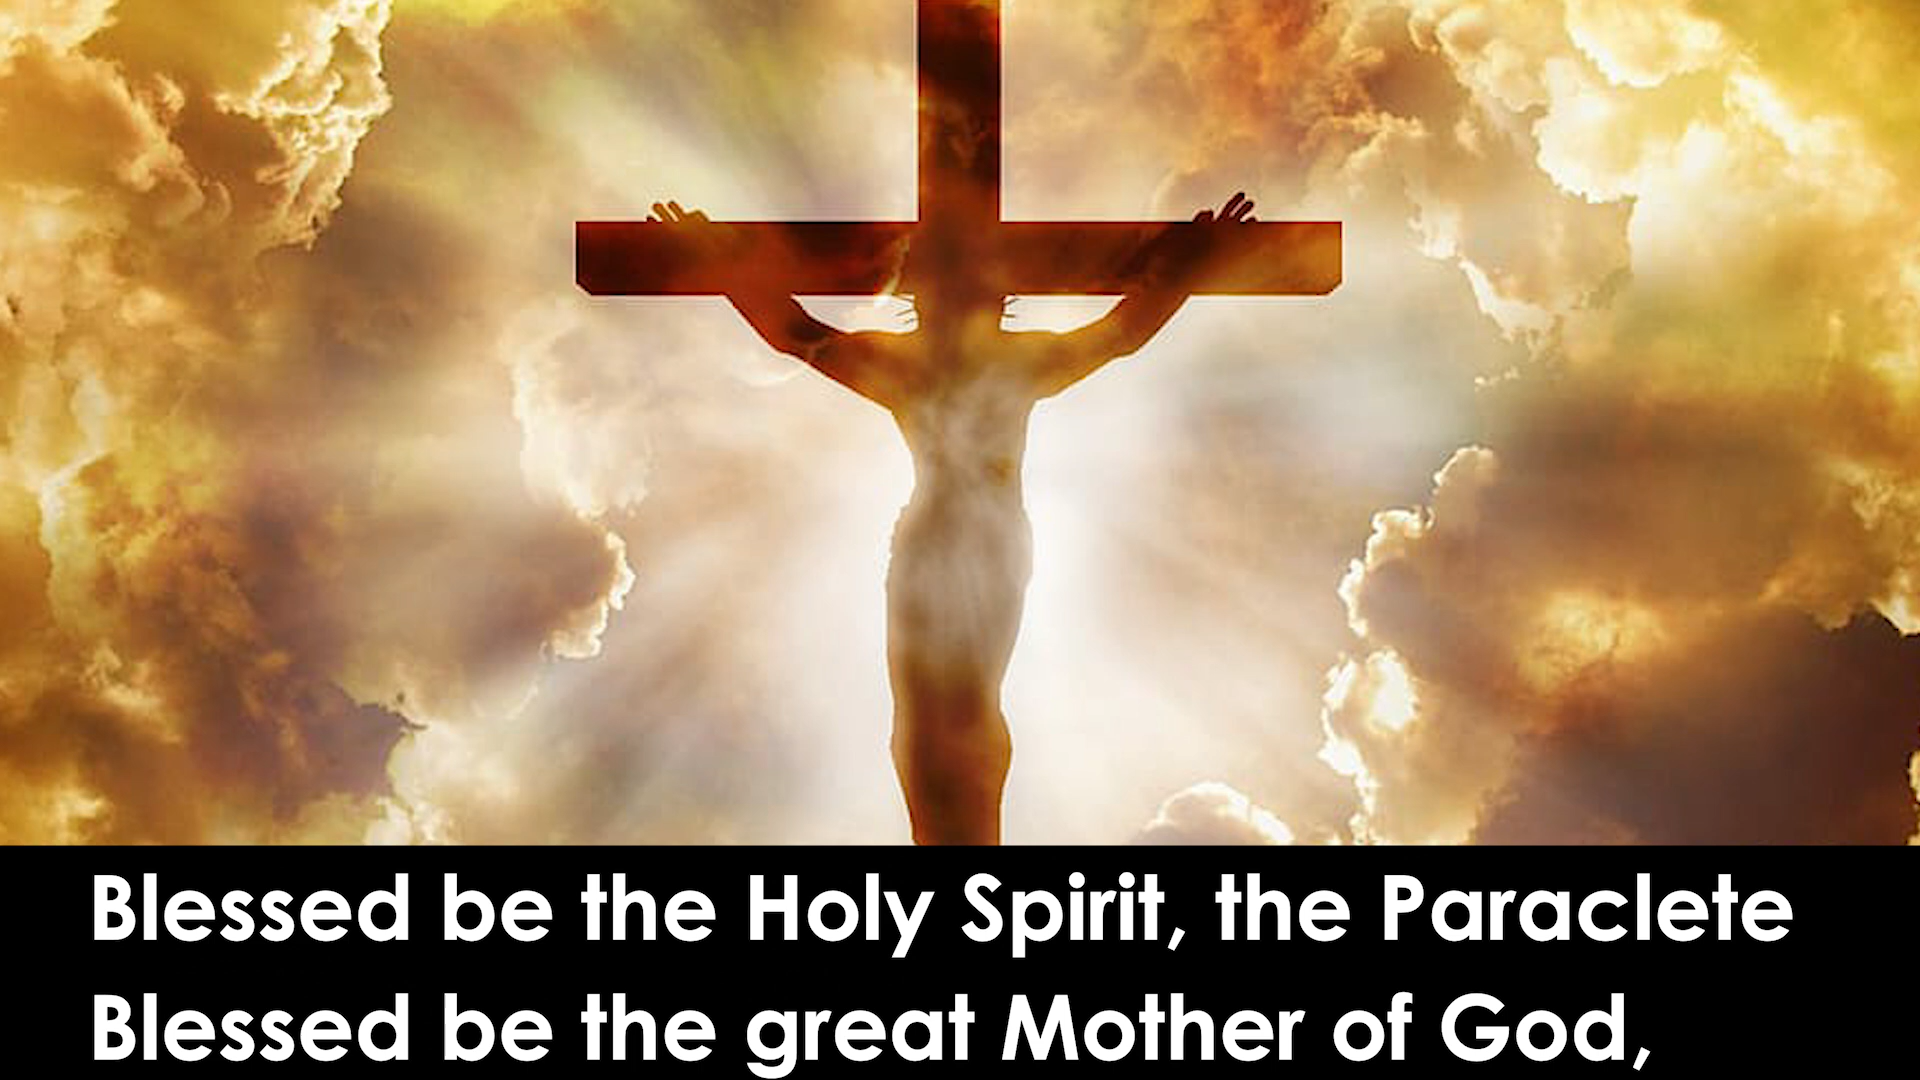 Blessed be the Holy Spirit, the Paraclete
Blessed be the great Mother of God,